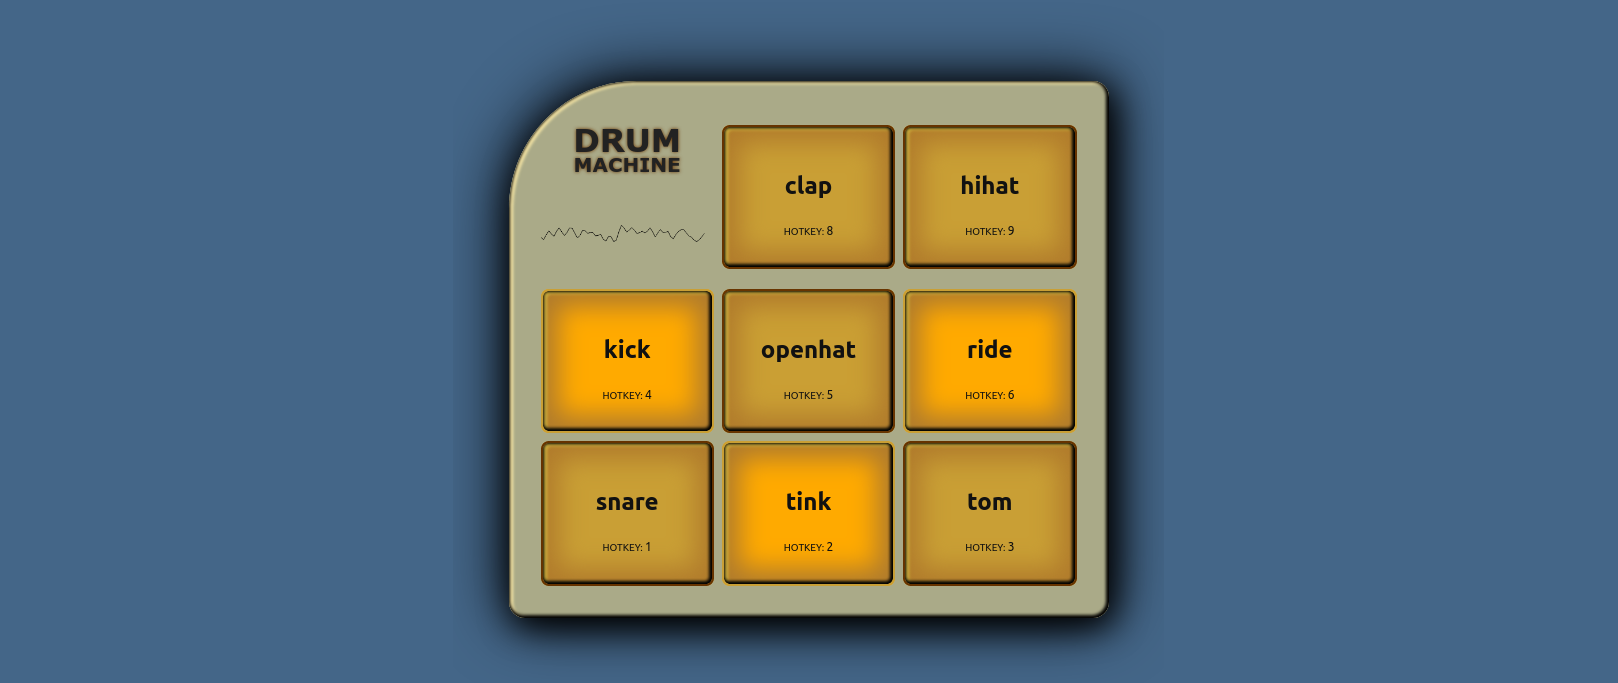 DRUM
MACHINE
clap
HOTKEY: 8
hihat
HOTKEY: 9
kick
HOTKEY: 4
openhat
HOTKEY: 5
ride
HOTKEY: 6
snare
HOTKEY: 1
tink
HOTKEY: 2
tom
HOTKEY: 3